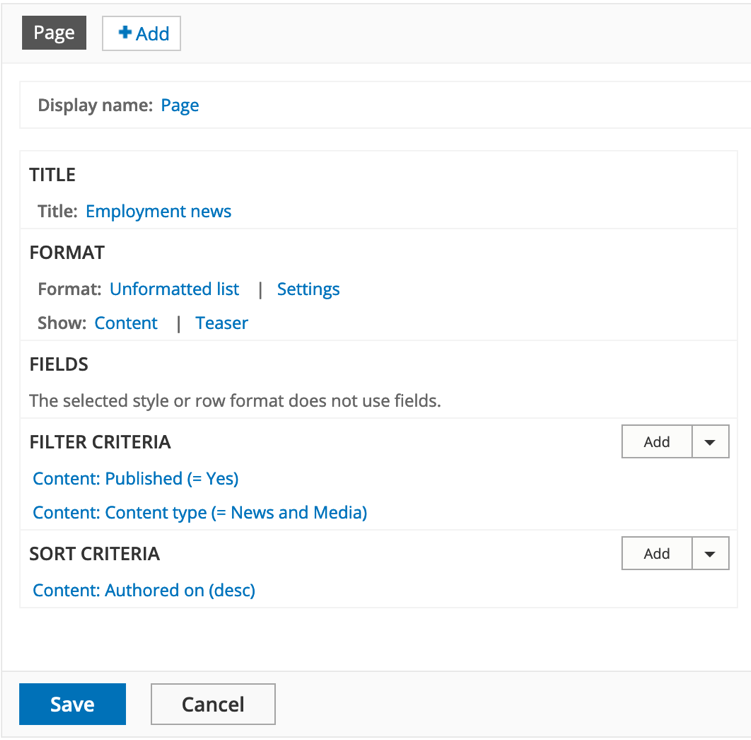 Page
+ Add
Display name: Page
TITLE
Title: Employment news
FORMAT
Format: Unformatted list | Settings
Show: Content | Teaser
FIELDS
The selected style or row format does not use fields.
FILTER CRITERIA
Add
Content: Published (= Yes)
Content: Content type (= News and Media)
SORT CRITERIA
Add
Content: Authored on (desc)
Save
Cancel